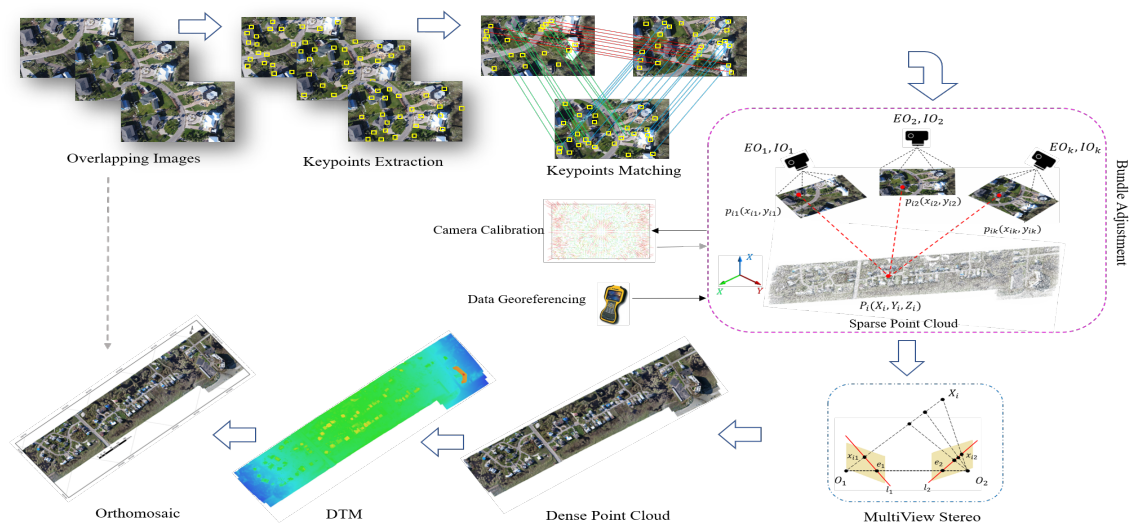 Overlapping Images
Keypoints Extraction
Keypoints Matching
EO₂, IO₂
EO₁, IO₁
EOₖ, IOₖ
pᵢ₁(xᵢ₁, yᵢ₁)
pᵢ₂(xᵢ₂, yᵢ₂)
pᵢₖ(xᵢₖ, yᵢₖ)
Bundle Adjustment
Camera Calibration
X
X
Y
Data Georeferencing
Pᵢ(Xᵢ, Yᵢ, Zᵢ)
Sparse Point Cloud
Xᵢ
xᵢ₁
e₁
e₂
xᵢ₂
O₁
l₁
l₂
O₂
MultiView Stereo
Dense Point Cloud
DTM
Orthomosaic